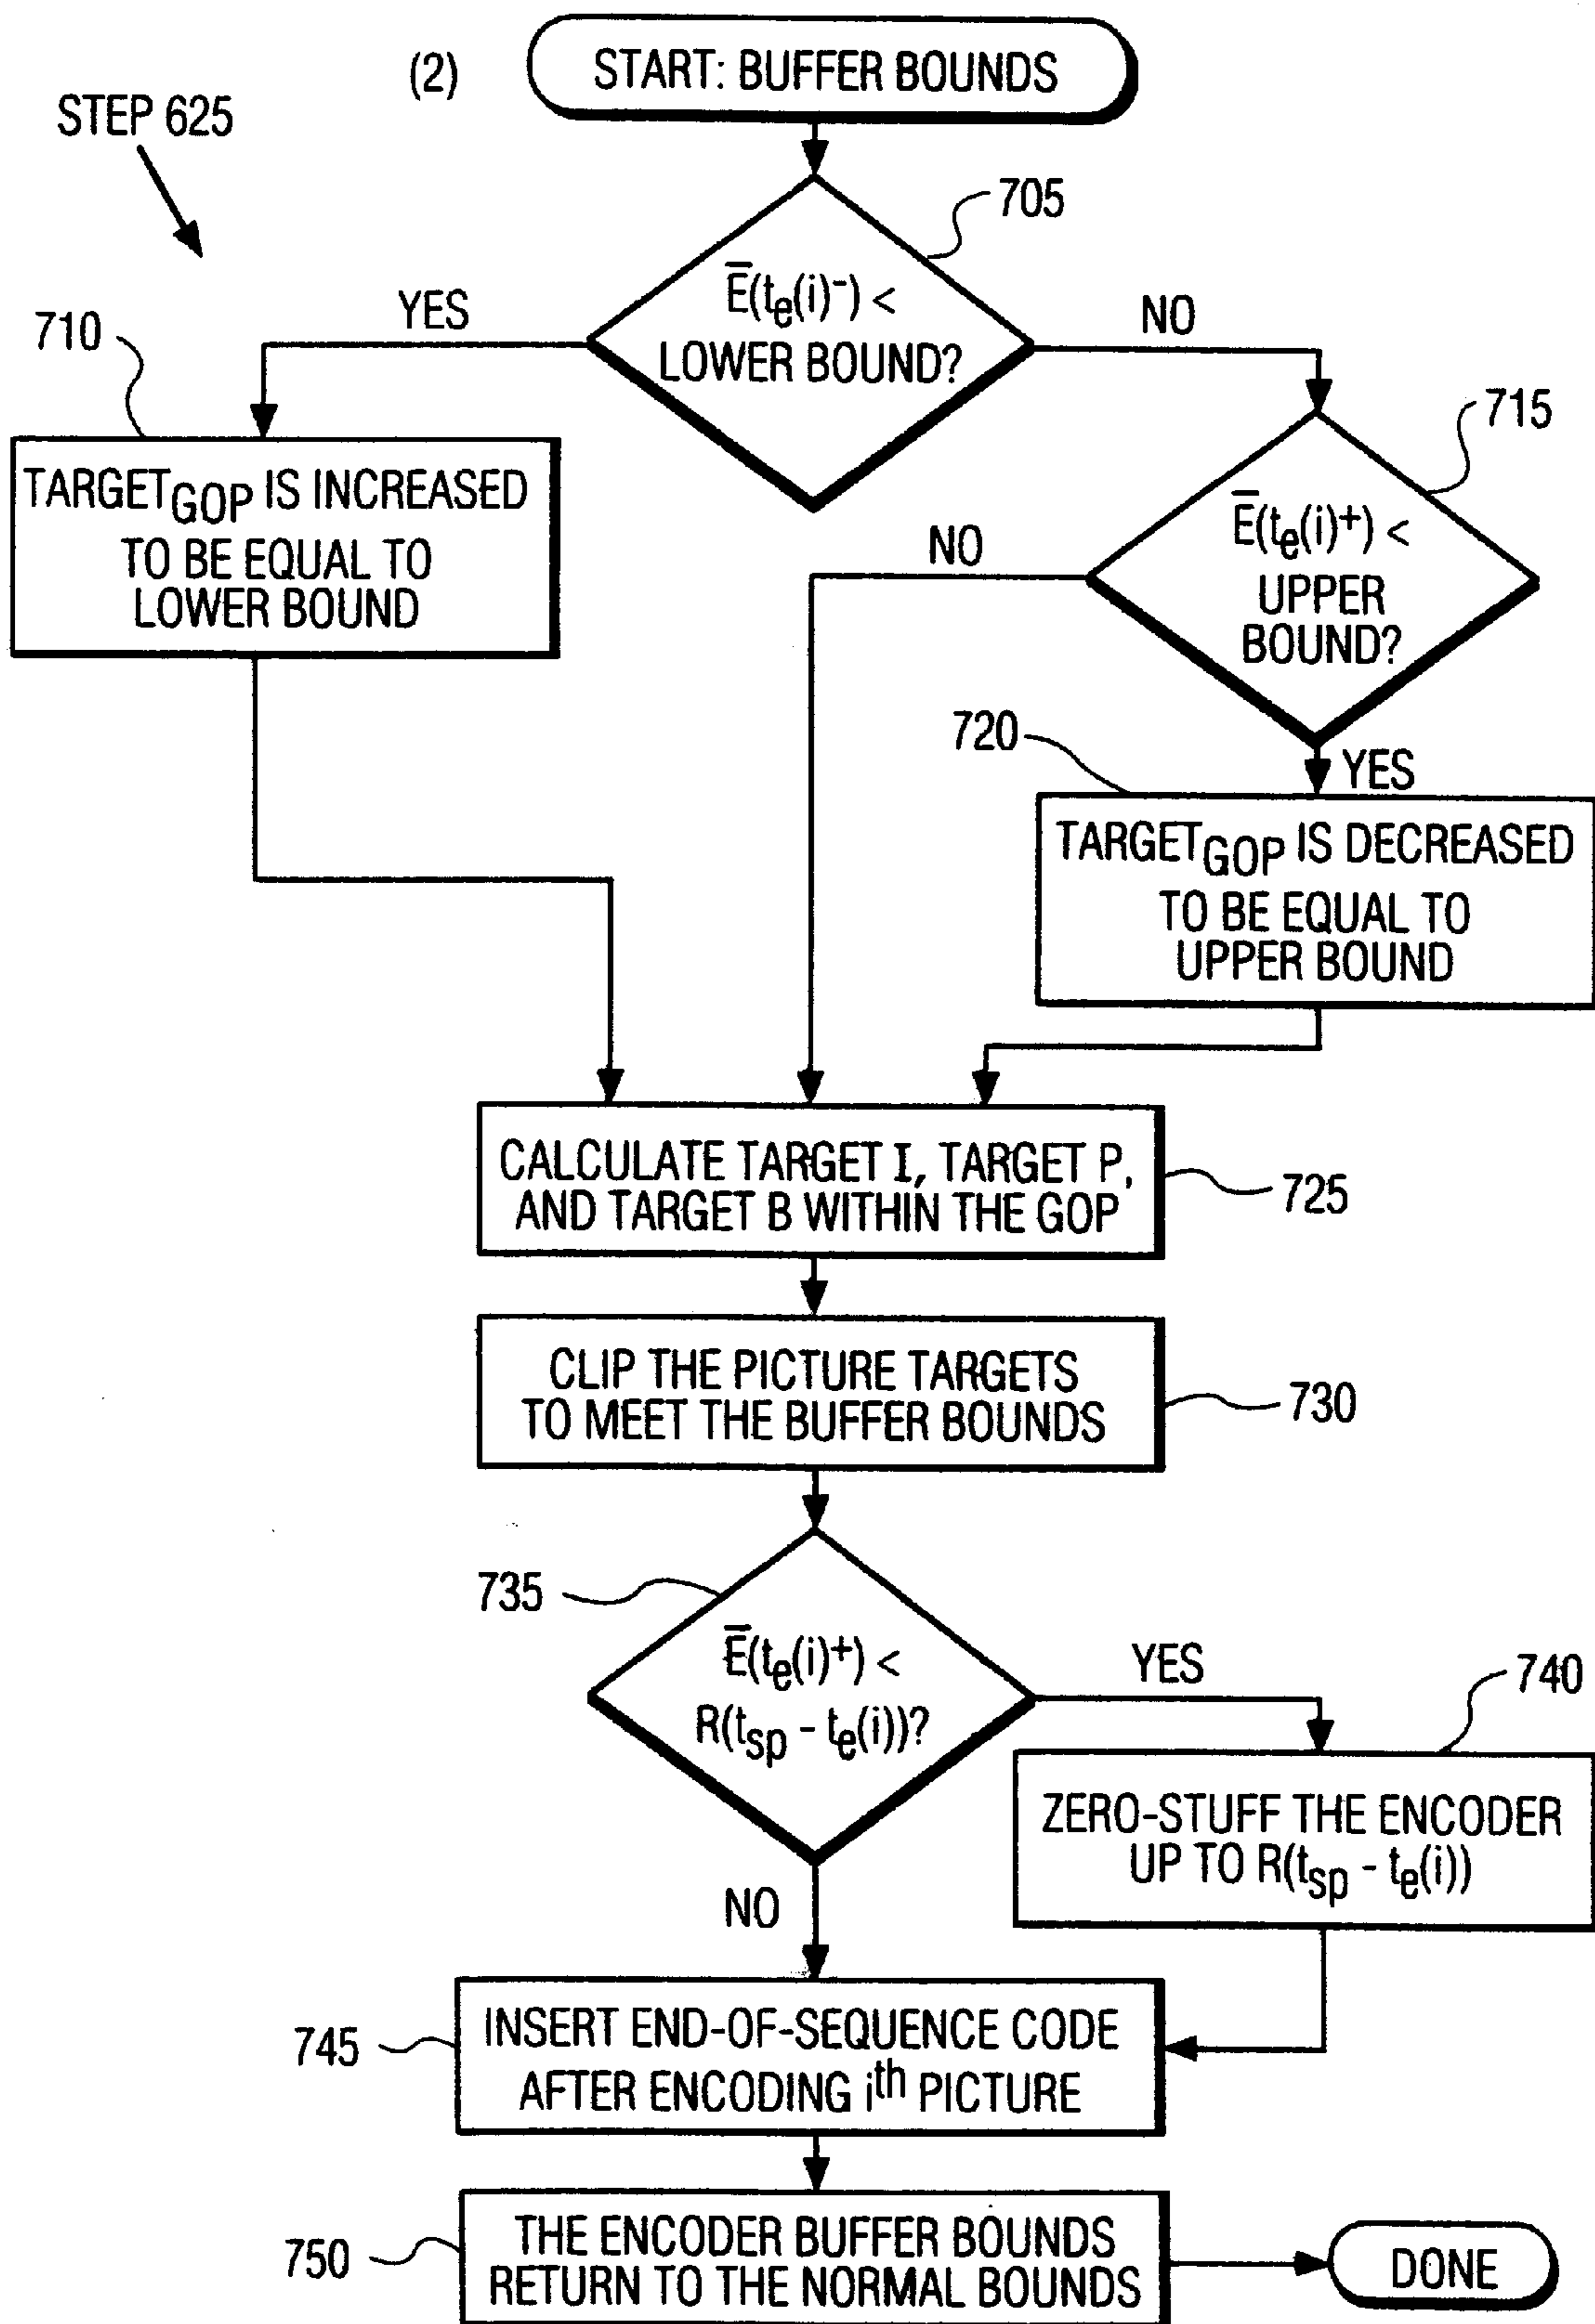 (2)
START: BUFFER BOUNDS
STEP 625
705
E̅(te(i)⁻) <
LOWER BOUND?
YES
NO
710
TARGETGOP IS INCREASED
TO BE EQUAL TO
LOWER BOUND
715
E̅(te(i)⁺) <
UPPER
BOUND?
NO
YES
720
TARGETGOP IS DECREASED
TO BE EQUAL TO
UPPER BOUND
CALCULATE TARGET I, TARGET P,
AND TARGET B WITHIN THE GOP
725
CLIP THE PICTURE TARGETS
TO MEET THE BUFFER BOUNDS
730
735
E̅(te(i)⁺) <
R(tsp - te(i))?
YES
NO
740
ZERO-STUFF THE ENCODER
UP TO R(tsp - te(i))
745
INSERT END-OF-SEQUENCE CODE
AFTER ENCODING ith PICTURE
750
THE ENCODER BUFFER BOUNDS
RETURN TO THE NORMAL BOUNDS
DONE